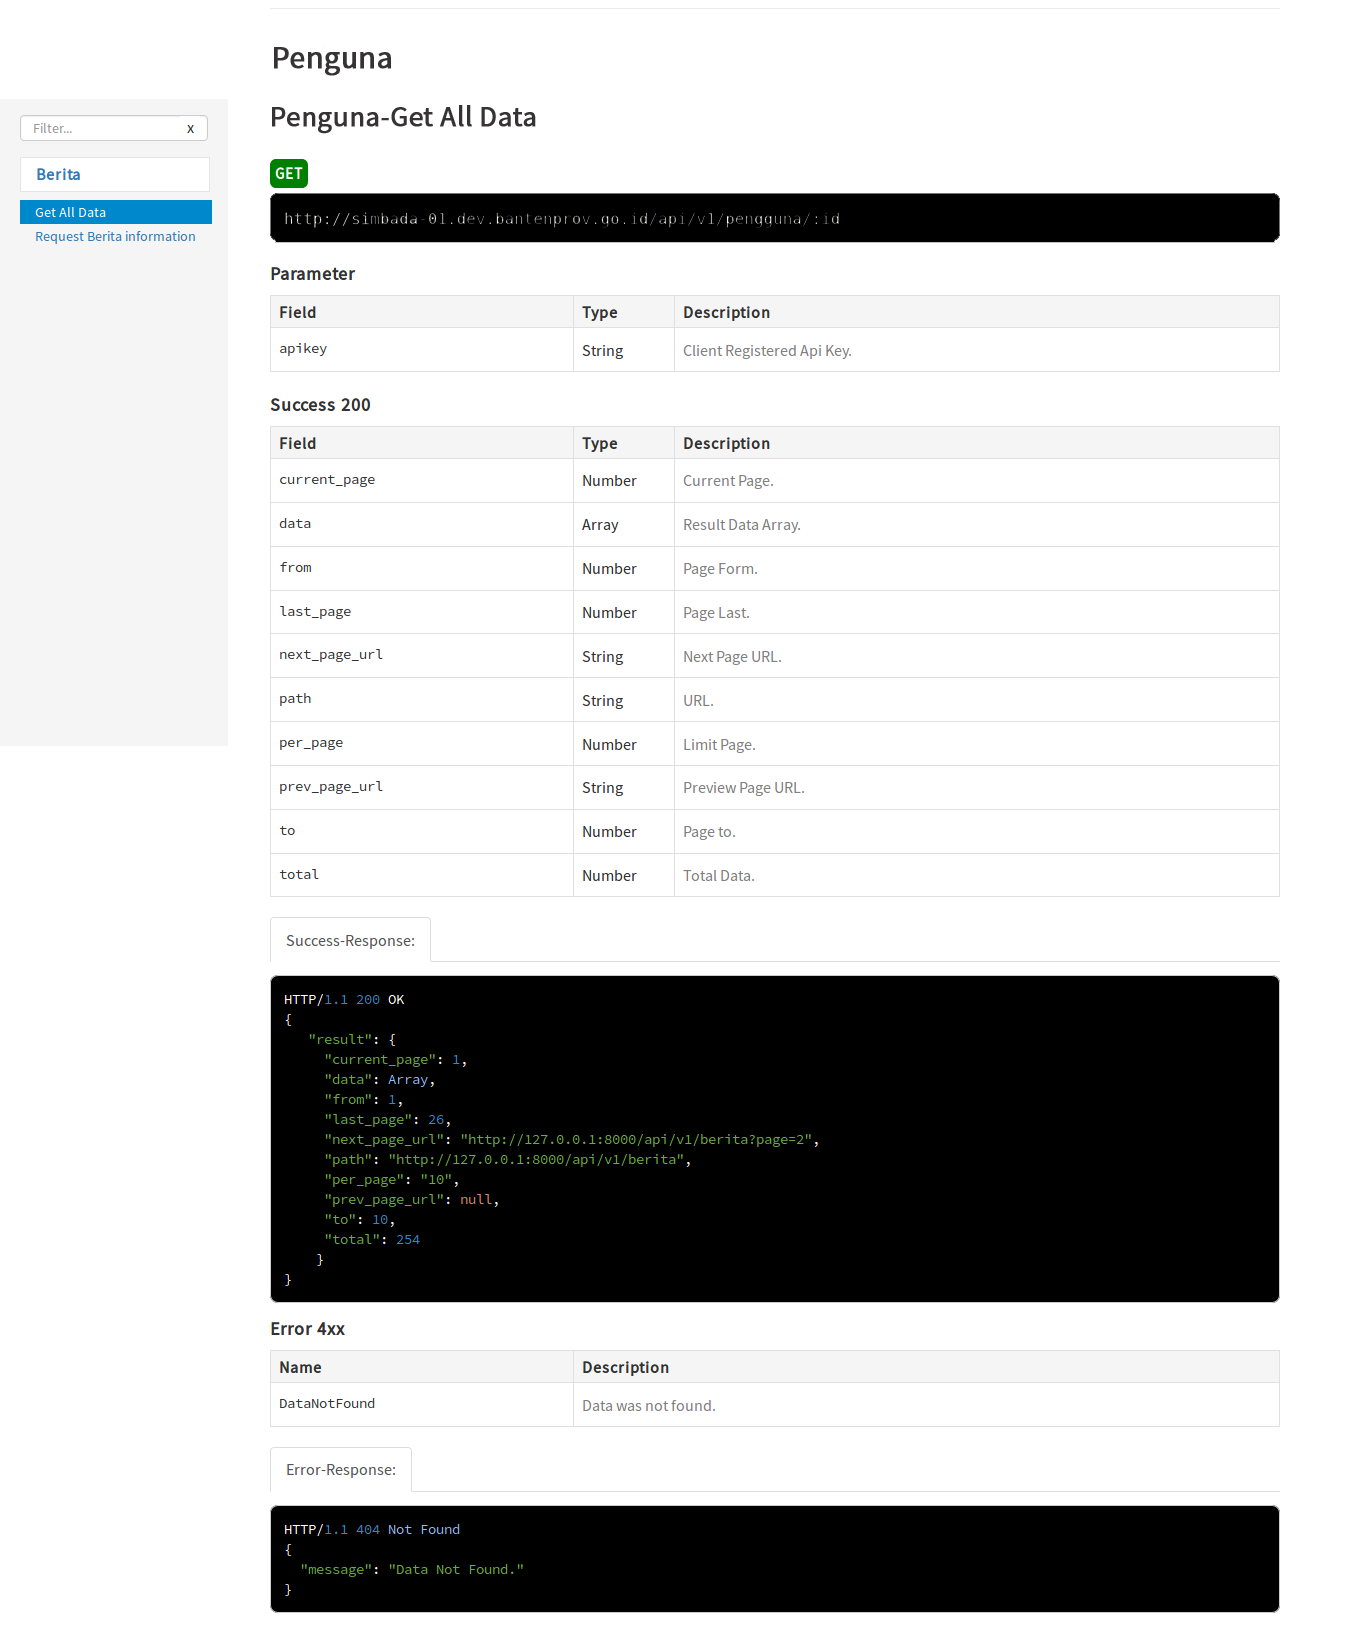 Penguna
Filter...
x
Berita
Get All Data
Request Berita information
Penguna-Get All Data
GET
http://simbada-01.dev.bantenprov.go.id/api/v1/pengguna/:id
Parameter
Field Type Description
apikey String Client Registered Api Key.
Success 200
Field Type Description
current_page Number Current Page.
data Array Result Data Array.
from Number Page Form.
last_page Number Page Last.
next_page_url String Next Page URL.
path String URL.
per_page Number Limit Page.
prev_page_url String Preview Page URL.
to Number Page to.
total Number Total Data.
Success-Response:
HTTP/1.1 200 OK
{
"result": {
"current_page": 1,
"data": Array,
"from": 1,
"last_page": 26,
"next_page_url": "http://127.0.0.1:8000/api/v1/berita?page=2",
"path": "http://127.0.0.1:8000/api/v1/berita",
"per_page": "10",
"prev_page_url": null,
"to": 10,
"total": 254
}
}
Error 4xx
Name Description
DataNotFound Data was not found.
Error-Response:
HTTP/1.1 404 Not Found
{
"message": "Data Not Found."
}